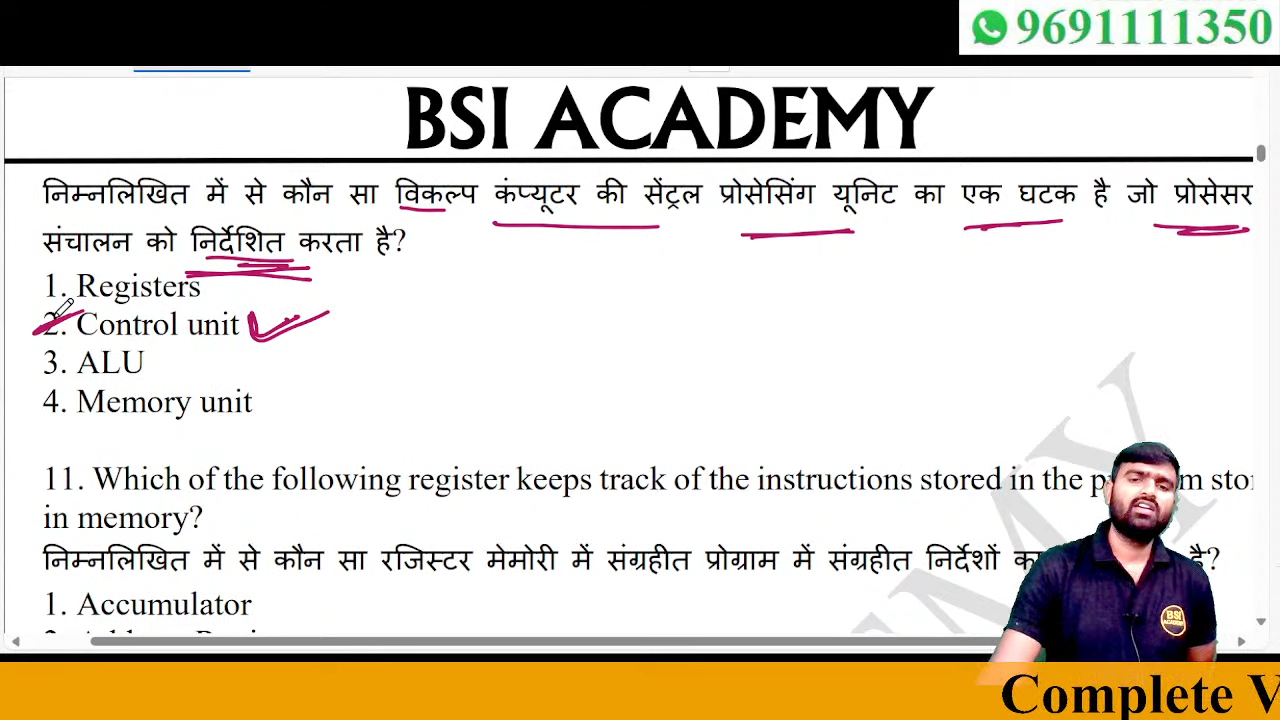 9691111350
BSI ACADEMY
निम्नलिखित में से कौन सा विकल्प कंप्यूटर की सेंट्रल प्रोसेसिंग यूनिट का एक घटक है जो प्रोसेसर
संचालन को निर्देशित करता है?
1. Registers
2. Control unit
3. ALU
4. Memory unit
11. Which of the following register keeps track of the instructions stored in the
in memory?
निम्नलिखित में से कौन सा रजिस्टर मेमोरी में संग्रहीत प्रोग्राम में संग्रहीत निर्देशों है?
1. Accumulator
BSI
ACADEMY
Complete